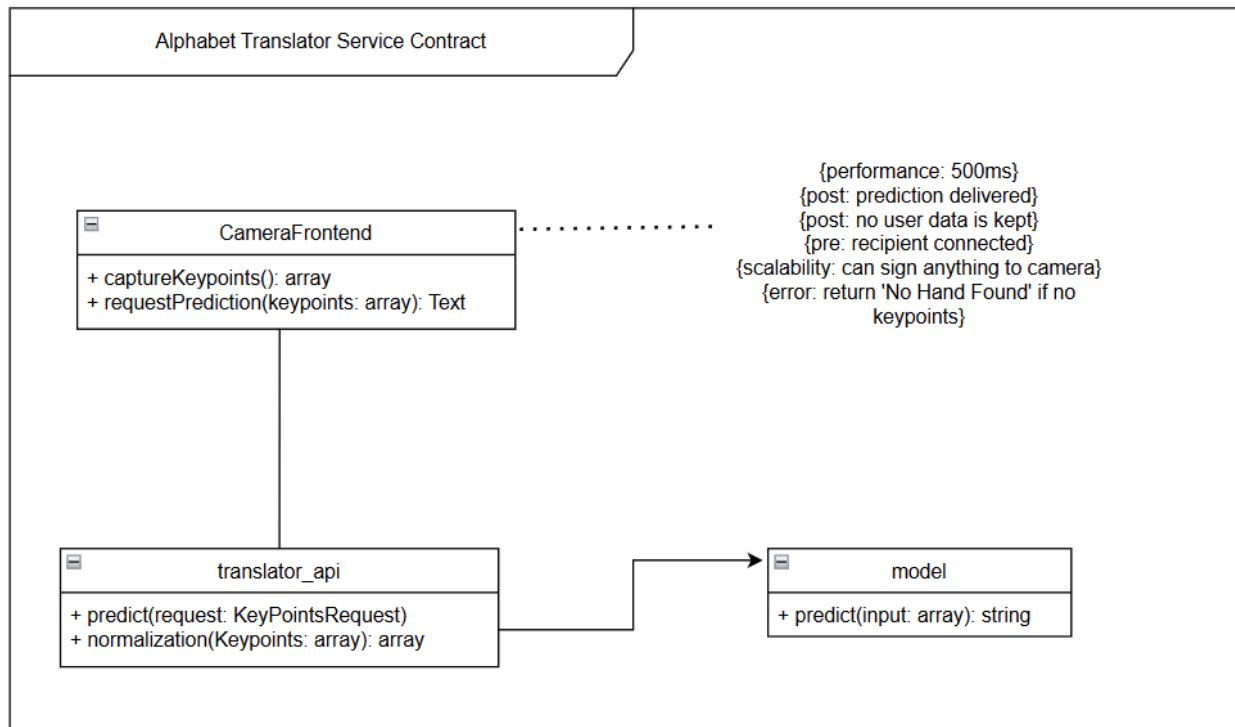 Alphabet Translator Service Contract
{performance: 500ms}
{post: prediction delivered}
{post: no user data is kept}
{pre: recipient connected}
{scalability: can sign anything to camera}
{error: return 'No Hand Found' if no
keypoints}
CameraFrontend
+ captureKeypoints(): array
+ requestPrediction(keypoints: array): Text
translator_api
+ predict(request: KeyPointsRequest)
+ normalization(Keypoints: array): array
model
+ predict(input: array): string